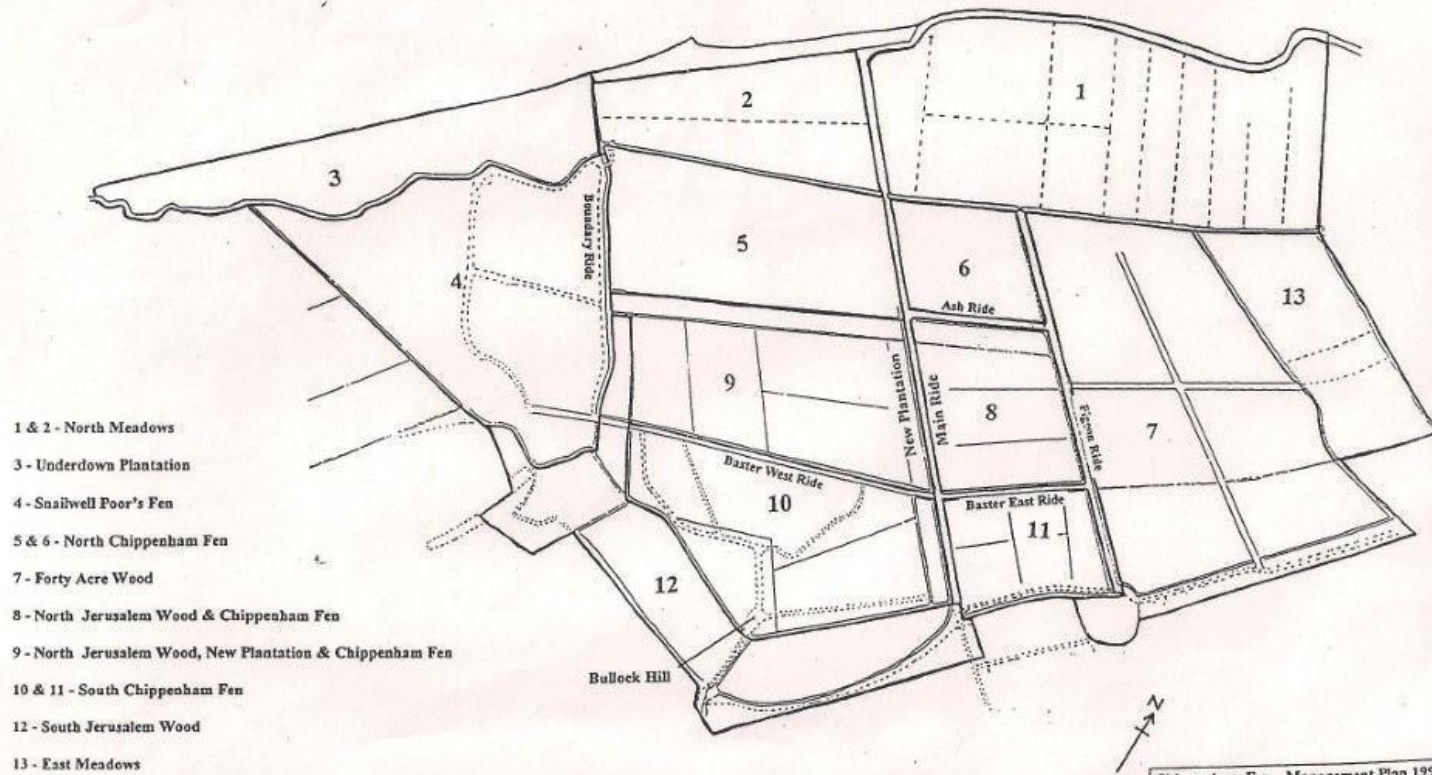 1
2
3
Boundary Ride
4
5
6
Ash Ride
13
9
New Plantation
Main Ride
8
Pigeon Ride
7
1 & 2 - North Meadows
3 - Underdown Plantation
4 - Snailwell Poor's Fen
5 & 6 - North Chippenham Fen
7 - Forty Acre Wood
8 - North Jerusalem Wood & Chippenham Fen
9 - North Jerusalem Wood, New Plantation & Chippenham Fen
10 & 11 - South Chippenham Fen
12 - South Jerusalem Wood
13 - East Meadows
Baxter West Ride
10
Baxter East Ride
11
12
Bullock Hill
N
Management Plan